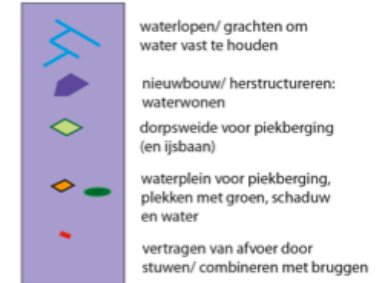 waterlopen/ grachten om
water vast te houden
nieuwbouw/ herstructureren:
waterwonen
dorpsweide voor piekberging
(en ijsbaan)
waterplein voor piekberging,
plekken met groen, schaduw
en water
vertragen van afvoer door
stuwen/ combineren met bruggen